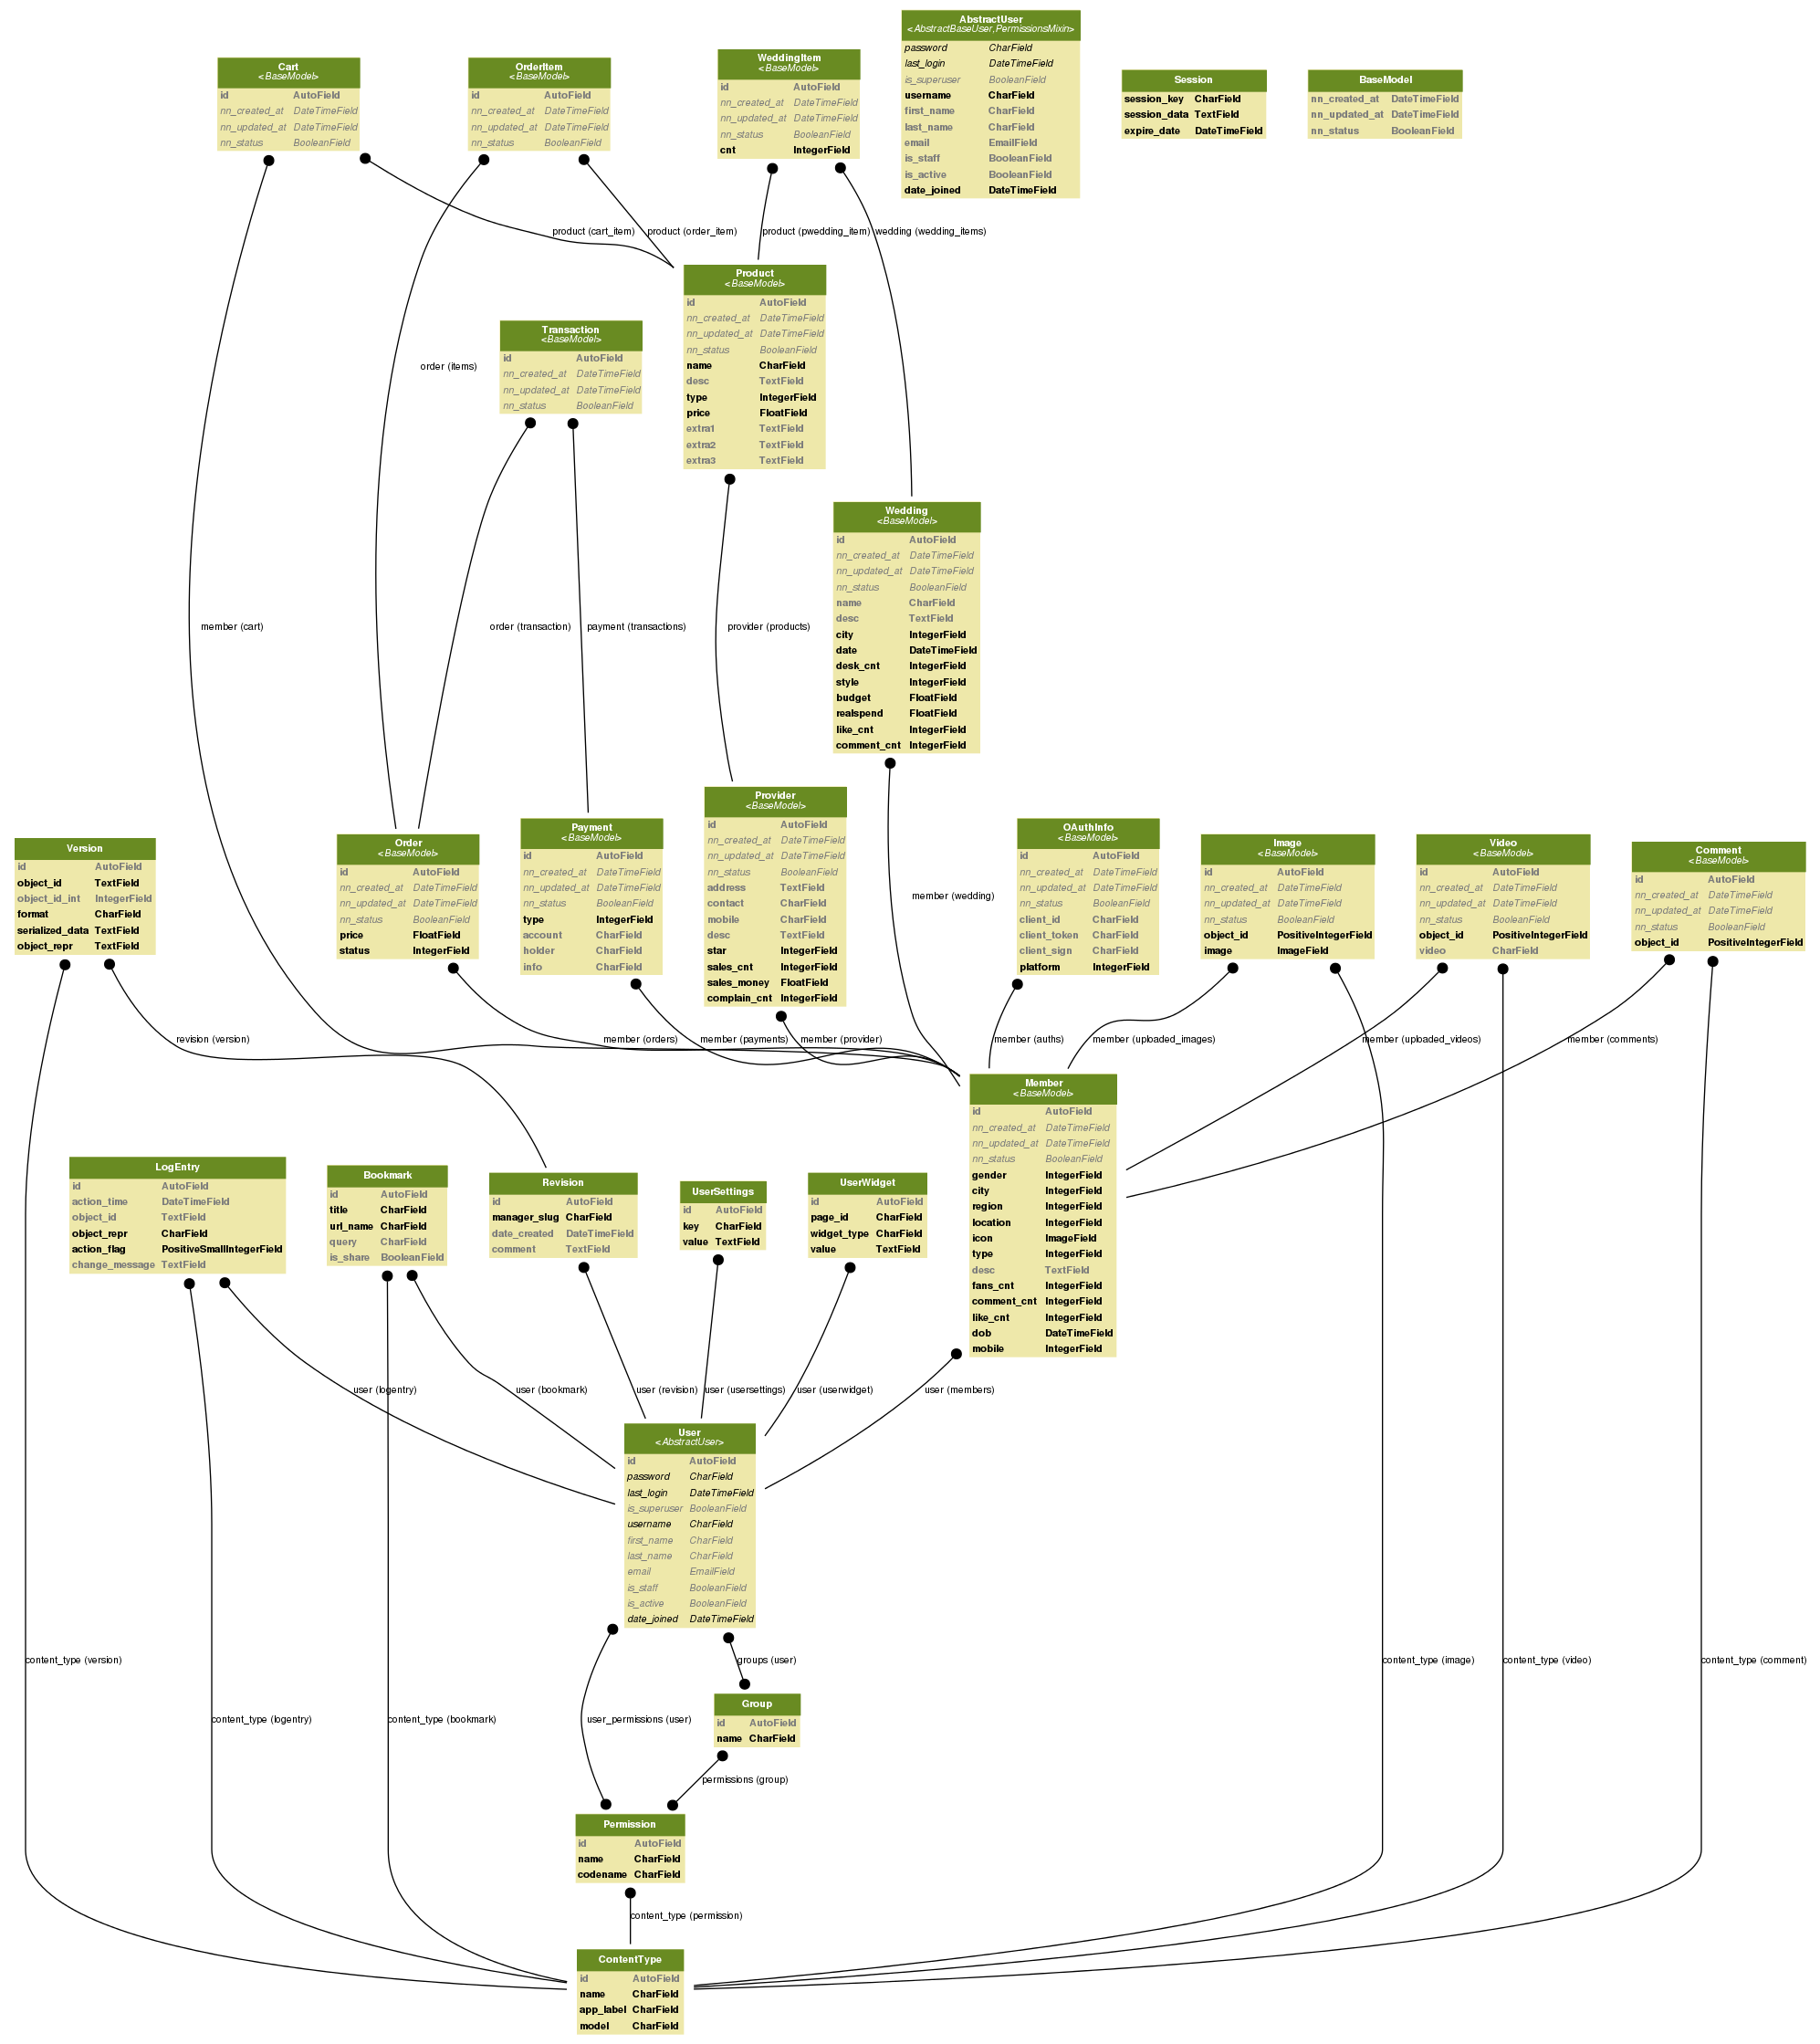 AbstractUser
<AbstractBaseUser,PermissionsMixin>
password CharField
last_login DateTimeField
is_superuser BooleanField
username CharField
first_name CharField
last_name CharField
email EmailField
is_staff BooleanField
is_active BooleanField
date_joined DateTimeField
Cart
<BaseModel>
id AutoField
nn_created_at DateTimeField
nn_updated_at DateTimeField
nn_status BooleanField
OrderItem
<BaseModel>
id AutoField
nn_created_at DateTimeField
nn_updated_at DateTimeField
nn_status BooleanField
WeddingItem
<BaseModel>
id AutoField
nn_created_at DateTimeField
nn_updated_at DateTimeField
nn_status BooleanField
cnt IntegerField
Session
session_key CharField
session_data TextField
expire_date DateTimeField
BaseModel
nn_created_at DateTimeField
nn_updated_at DateTimeField
nn_status BooleanField
product (cart_item)
product (order_item)
product (pwedding_item)
wedding (wedding_items)
Product
<BaseModel>
id AutoField
nn_created_at DateTimeField
nn_updated_at DateTimeField
nn_status BooleanField
name CharField
desc TextField
type IntegerField
price FloatField
extra1 TextField
extra2 TextField
extra3 TextField
Transaction
<BaseModel>
id AutoField
nn_created_at DateTimeField
nn_updated_at DateTimeField
nn_status BooleanField
order (items)
Wedding
<BaseModel>
id AutoField
nn_created_at DateTimeField
nn_updated_at DateTimeField
nn_status BooleanField
name CharField
desc TextField
city IntegerField
date DateTimeField
desk_cnt IntegerField
style IntegerField
budget FloatField
realspend FloatField
like_cnt IntegerField
comment_cnt IntegerField
member (cart)
order (transaction)
payment (transactions)
provider (products)
Version
id AutoField
object_id TextField
object_id_int IntegerField
format CharField
serialized_data TextField
object_repr TextField
Order
<BaseModel>
id AutoField
nn_created_at DateTimeField
nn_updated_at DateTimeField
nn_status BooleanField
price FloatField
status IntegerField
Payment
<BaseModel>
id AutoField
nn_created_at DateTimeField
nn_updated_at DateTimeField
nn_status BooleanField
type IntegerField
account CharField
holder CharField
info CharField
Provider
<BaseModel>
id AutoField
nn_created_at DateTimeField
nn_updated_at DateTimeField
nn_status BooleanField
address TextField
contact CharField
mobile CharField
desc TextField
star IntegerField
sales_cnt IntegerField
sales_money FloatField
complain_cnt IntegerField
member (wedding)
OAuthInfo
<BaseModel>
id AutoField
nn_created_at DateTimeField
nn_updated_at DateTimeField
nn_status BooleanField
client_id CharField
client_token CharField
client_sign CharField
platform IntegerField
Image
<BaseModel>
id AutoField
nn_created_at DateTimeField
nn_updated_at DateTimeField
nn_status BooleanField
object_id PositiveIntegerField
image ImageField
Video
<BaseModel>
id AutoField
nn_created_at DateTimeField
nn_updated_at DateTimeField
nn_status BooleanField
object_id PositiveIntegerField
video CharField
Comment
<BaseModel>
id AutoField
nn_created_at DateTimeField
nn_updated_at DateTimeField
nn_status BooleanField
object_id PositiveIntegerField
revision (version)
member (orders)
member (payments)
member (provider)
member (auths)
member (uploaded_images)
member (uploaded_videos)
member (comments)
Member
<BaseModel>
id AutoField
nn_created_at DateTimeField
nn_updated_at DateTimeField
nn_status BooleanField
gender IntegerField
city IntegerField
region IntegerField
location IntegerField
icon ImageField
type IntegerField
desc TextField
fans_cnt IntegerField
comment_cnt IntegerField
like_cnt IntegerField
dob DateTimeField
mobile IntegerField
LogEntry
id AutoField
action_time DateTimeField
object_id TextField
object_repr CharField
action_flag PositiveSmallIntegerField
change_message TextField
Bookmark
id AutoField
title CharField
url_name CharField
query CharField
is_share BooleanField
Revision
id AutoField
manager_slug CharField
date_created DateTimeField
comment TextField
UserSettings
id AutoField
key CharField
value TextField
UserWidget
id AutoField
page_id CharField
widget_type CharField
value TextField
user (logentry)
user (bookmark)
user (revision)
user (usersettings)
user (userwidget)
user (members)
User
<AbstractUser>
id AutoField
password CharField
last_login DateTimeField
is_superuser BooleanField
username CharField
first_name CharField
last_name CharField
email EmailField
is_staff BooleanField
is_active BooleanField
date_joined DateTimeField
content_type (version)
groups (user)
content_type (image)
content_type (video)
content_type (comment)
content_type (logentry)
content_type (bookmark)
user_permissions (user)
Group
id AutoField
name CharField
permissions (group)
Permission
id AutoField
name CharField
codename CharField
content_type (permission)
ContentType
id AutoField
name CharField
app_label CharField
model CharField